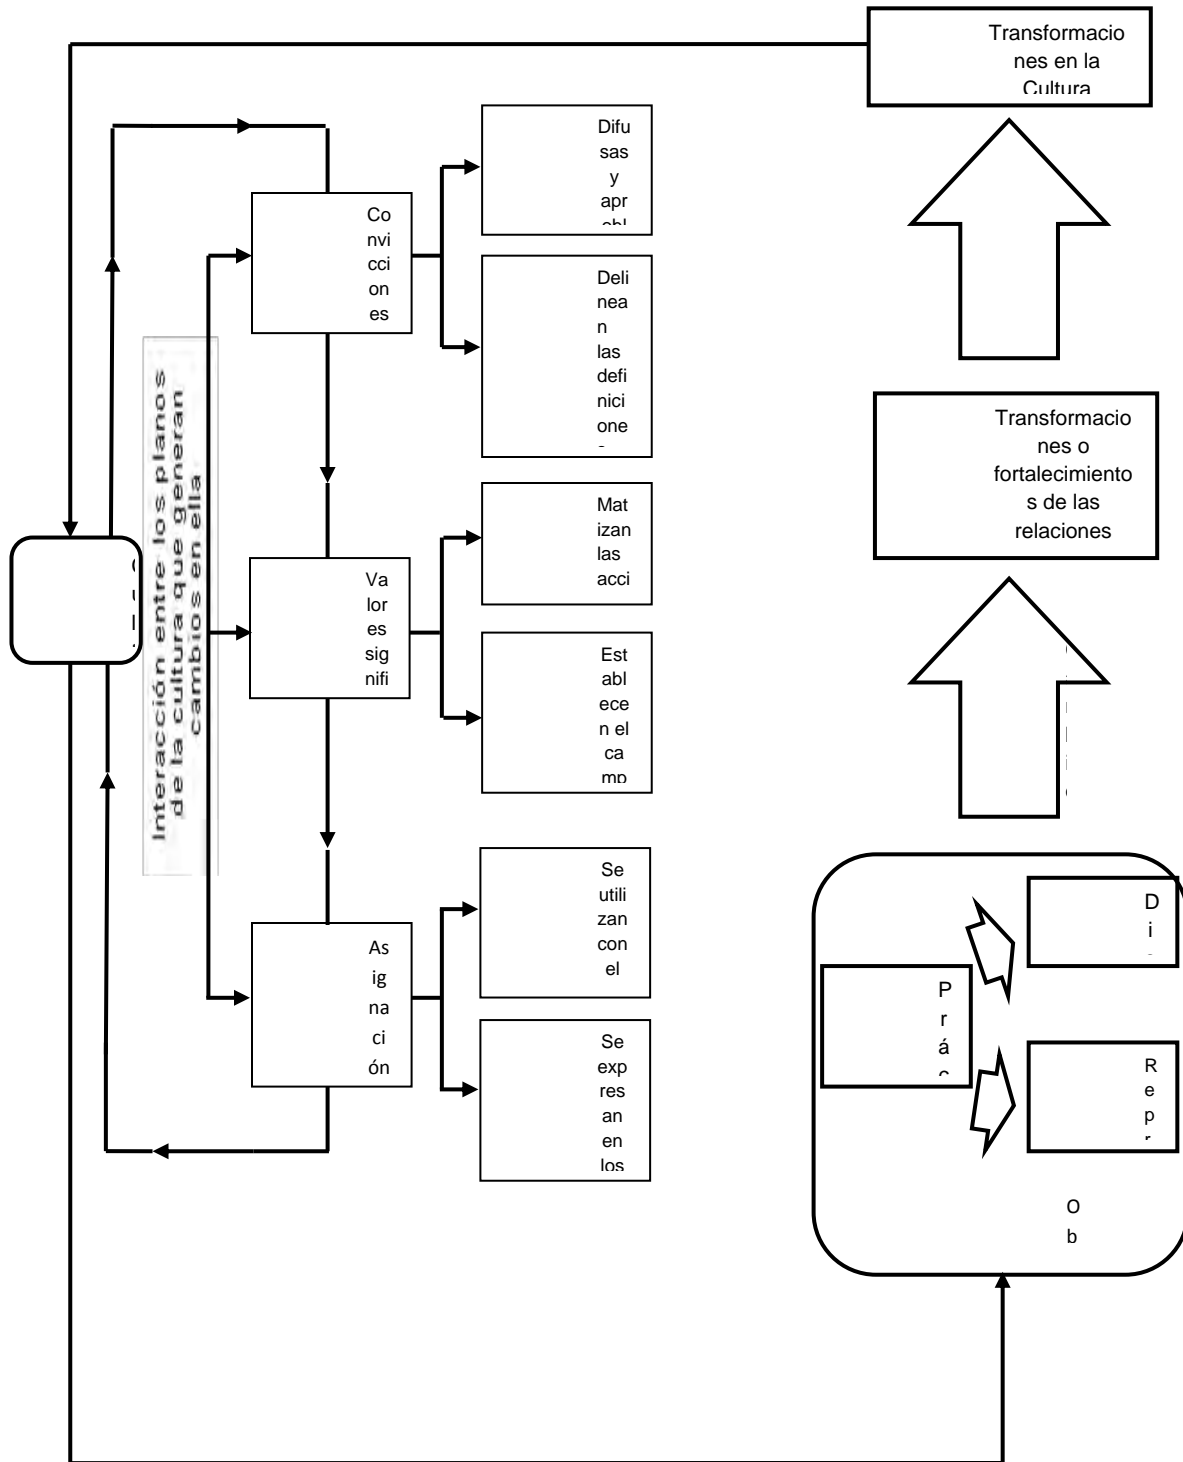 Transformacio
nes en la
Cultura
Difu
sas
y
apr
Co
nvi
cci
on
es
Deli
nea
n
las
defi
nici
one
Interacción entre los planos
de la cultura que generan
cambios en ella
Transformacio
nes o
fortalecimiento
s de las
relaciones
Mat
izan
las
acci
Va
lor
es
sig
nifi
Est
abl
ece
n el
ca
mp
Se
utili
zan
con
el
As
ig
na
ci
ón
Se
exp
res
an
en
los
D
i
P
r
á
c
R
e
p
r
O
b